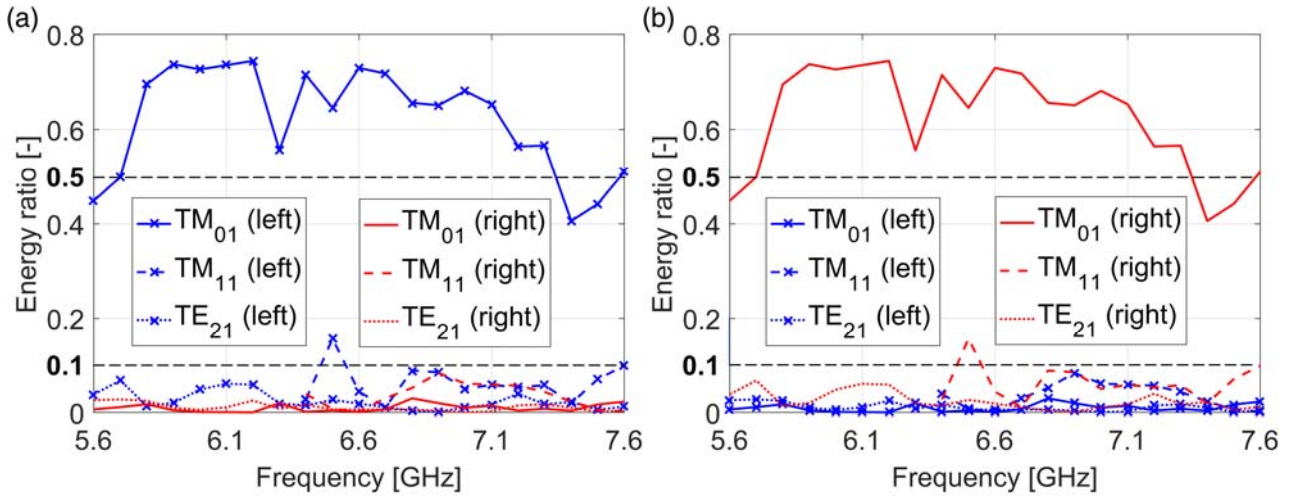 (a)
0.8
0.6
0.5
0.4
0.2
0.1
0
Energy ratio [-]
TM01 (left)
TM11 (left)
TE21 (left)
TM01 (right)
TM11 (right)
TE21 (right)
5.6 6.1 6.6 7.1 7.6
Frequency [GHz]
(b)
0.8
0.6
0.5
0.4
0.2
0.1
0
Energy ratio [-]
TM01 (left)
TM11 (left)
TE21 (left)
TM01 (right)
TM11 (right)
TE21 (right)
5.6 6.1 6.6 7.1 7.6
Frequency [GHz]